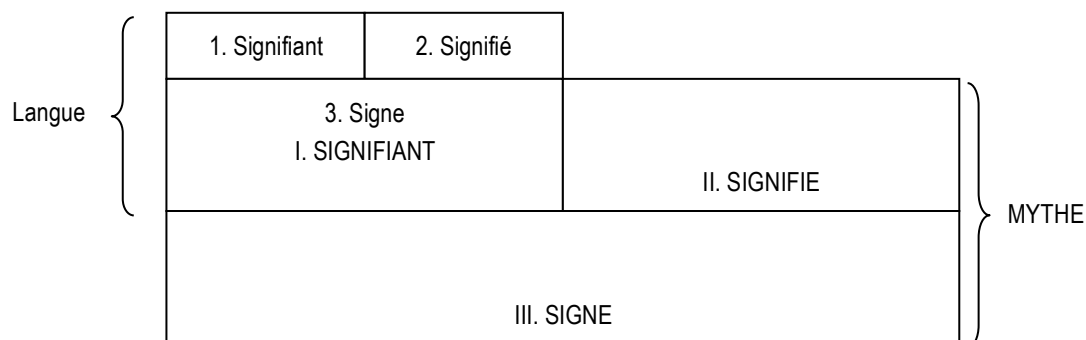 1. Signifiant
2. Signifié
Langue
3. Signe
I. SIGNIFIANT
II. SIGNIFIE
MYTHE
III. SIGNE